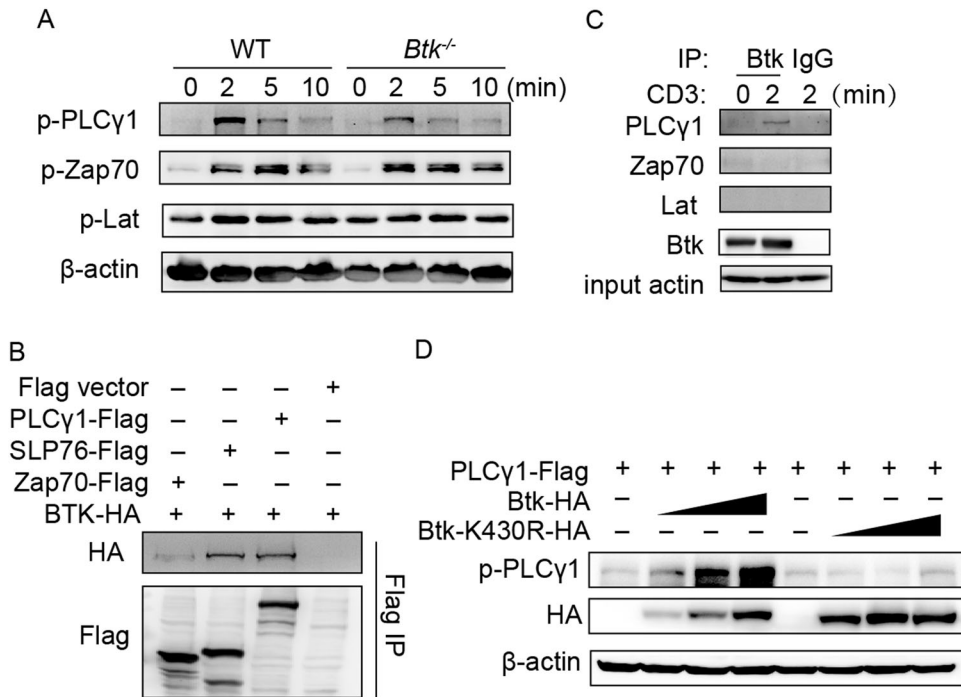 A
WT Btk-/-
0 2 5 10 0 2 5 10 (min)
p-PLCγ1
p-Zap70
p-Lat
β-actin
C
IP: Btk IgG
CD3: 0 2 2 (min)
PLCγ1
Zap70
Lat
Btk
input actin
B
Flag vector – – – +
PLCγ1-Flag – – + –
SLP76-Flag – + – –
Zap70-Flag + – – –
BTK-HA + + + +
HA
Flag
Flag IP
D
PLCγ1-Flag + + + + + + + +
Btk-HA – – – – –
Btk-K430R-HA – – – – –
p-PLCγ1
HA
β-actin